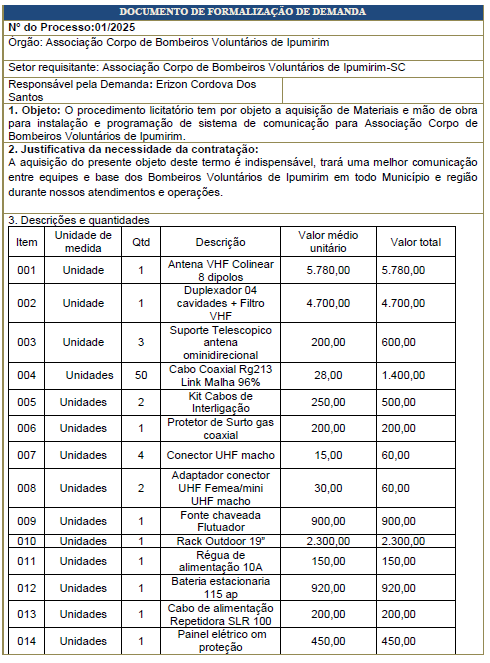 DOCUMENTO DE FORMALIZAÇÃO DE DEMANDA
Nº do Processo:01/2025
Órgão: Associação Corpo de Bombeiros Voluntários de Ipumirim
Setor requisitante: Associação Corpo de Bombeiros Voluntários de Ipumirim-SC
Responsável pela Demanda: Erizon Cordova Dos
Santos
1. Objeto: O procedimento licitatório tem por objeto a aquisição de Materiais e mão de obra
para instalação e programação de sistema de comunicação para Associação Corpo de
Bombeiros Voluntários de Ipumirim.
2. Justificativa da necessidade da contratação:
A aquisição do presente objeto deste termo é indispensável, trará uma melhor comunicação
entre equipes e base dos Bombeiros Voluntários de Ipumirim em todo Município e região
durante nossos atendimentos e operações.
3. Descrições e quantidades
Item Unidade de medida Qtd Descrição Valor médio unitário Valor total
001 Unidade 1 Antena VHF Colinear 8 dipolos 5.780,00 5.780,00
002 Unidade 1 Duplexador 04 cavidades + Filtro VHF 4.700,00 4.700,00
003 Unidade 3 Suporte Telescopico antena ominidirecional 200,00 600,00
004 Unidades 50 Cabo Coaxial Rg213 Link Malha 96% 28,00 1.400,00
005 Unidades 2 Kit Cabos de Interligação 250,00 500,00
006 Unidades 1 Protetor de Surto gas coaxial 200,00 200,00
007 Unidades 4 Conector UHF macho 15,00 60,00
008 Unidades 2 Adaptador conector UHF Femea/mini UHF macho 30,00 60,00
009 Unidades 1 Fonte chaveada Flutuador 900,00 900,00
010 Unidades 1 Rack Outdoor 19" 2.300,00 2.300,00
011 Unidades 1 Régua de alimentação 10A 150,00 150,00
012 Unidades 1 Bateria estacionaria 115 ap 920,00 920,00
013 Unidades 1 Cabo de alimentação Repetidora SLR 100 200,00 200,00
014 Unidades 1 Painel elétrico om proteção 450,00 450,00